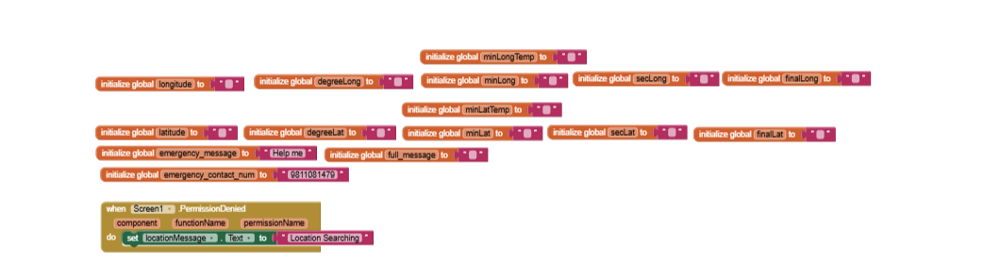 initialize global minLongTemp to " "
initialize global longitude to " " initialize global degreeLong to " " initialize global minLong to " " initialize global secLong to " " initialize global finalLong to " "
initialize global minLatTemp to " "
initialize global latitude to " " initialize global degreeLat to " " initialize global minLat to " " initialize global secLat to " " initialize global finalLat to " "
initialize global emergency_message to " Help me " initialize global full_message to " "
initialize global emergency_contact_num to " 9811081479 "
when Screen1 .PermissionDenied
component functionName permissionName
do set locationMessage . Text to " Location Searching "